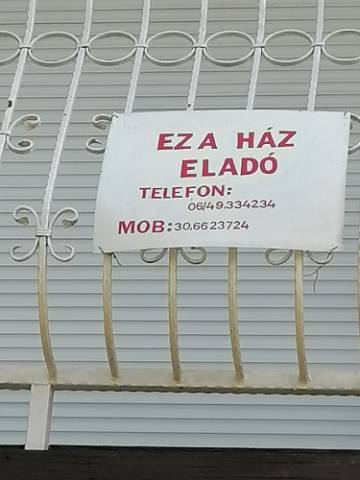 EZ A HÁZ
ELADÓ
TELEFON:
06/49.334234
MOB:30.6623724